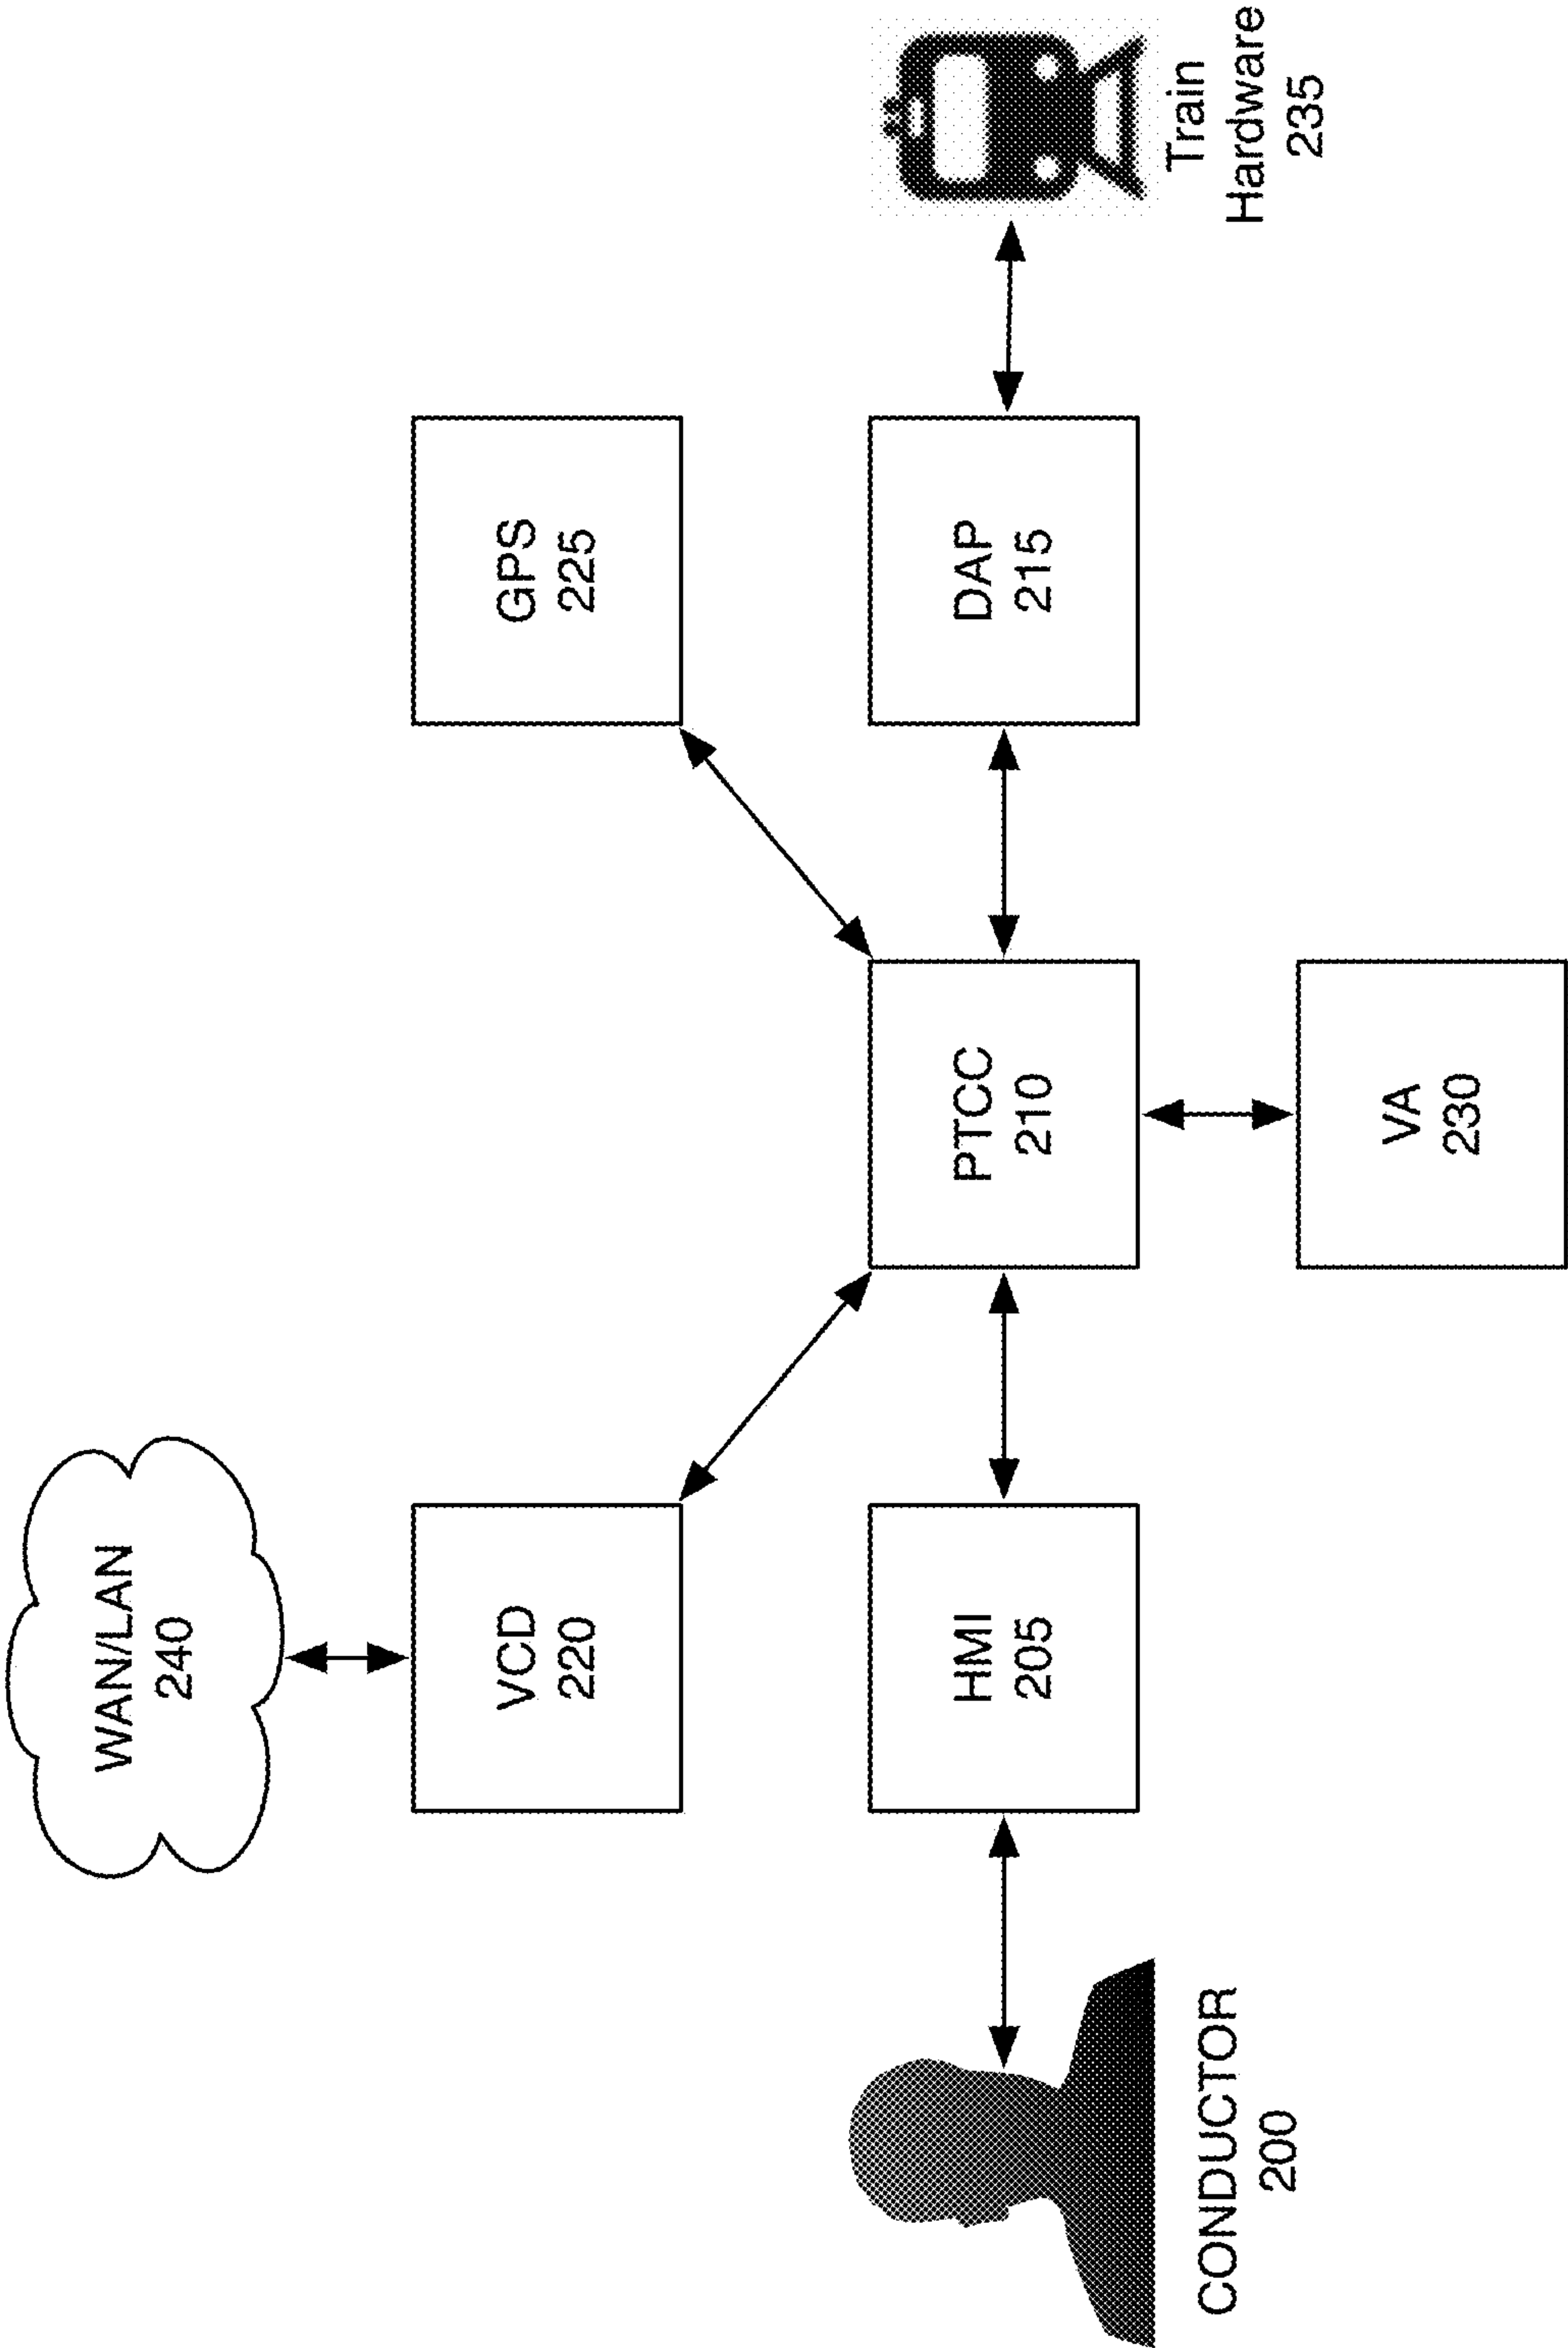 WAN/LAN
240
VCD
220
GPS
225
CONDUCTOR
200
HMI
205
PTCC
210
DAP
215
Train
Hardware
235
VA
230